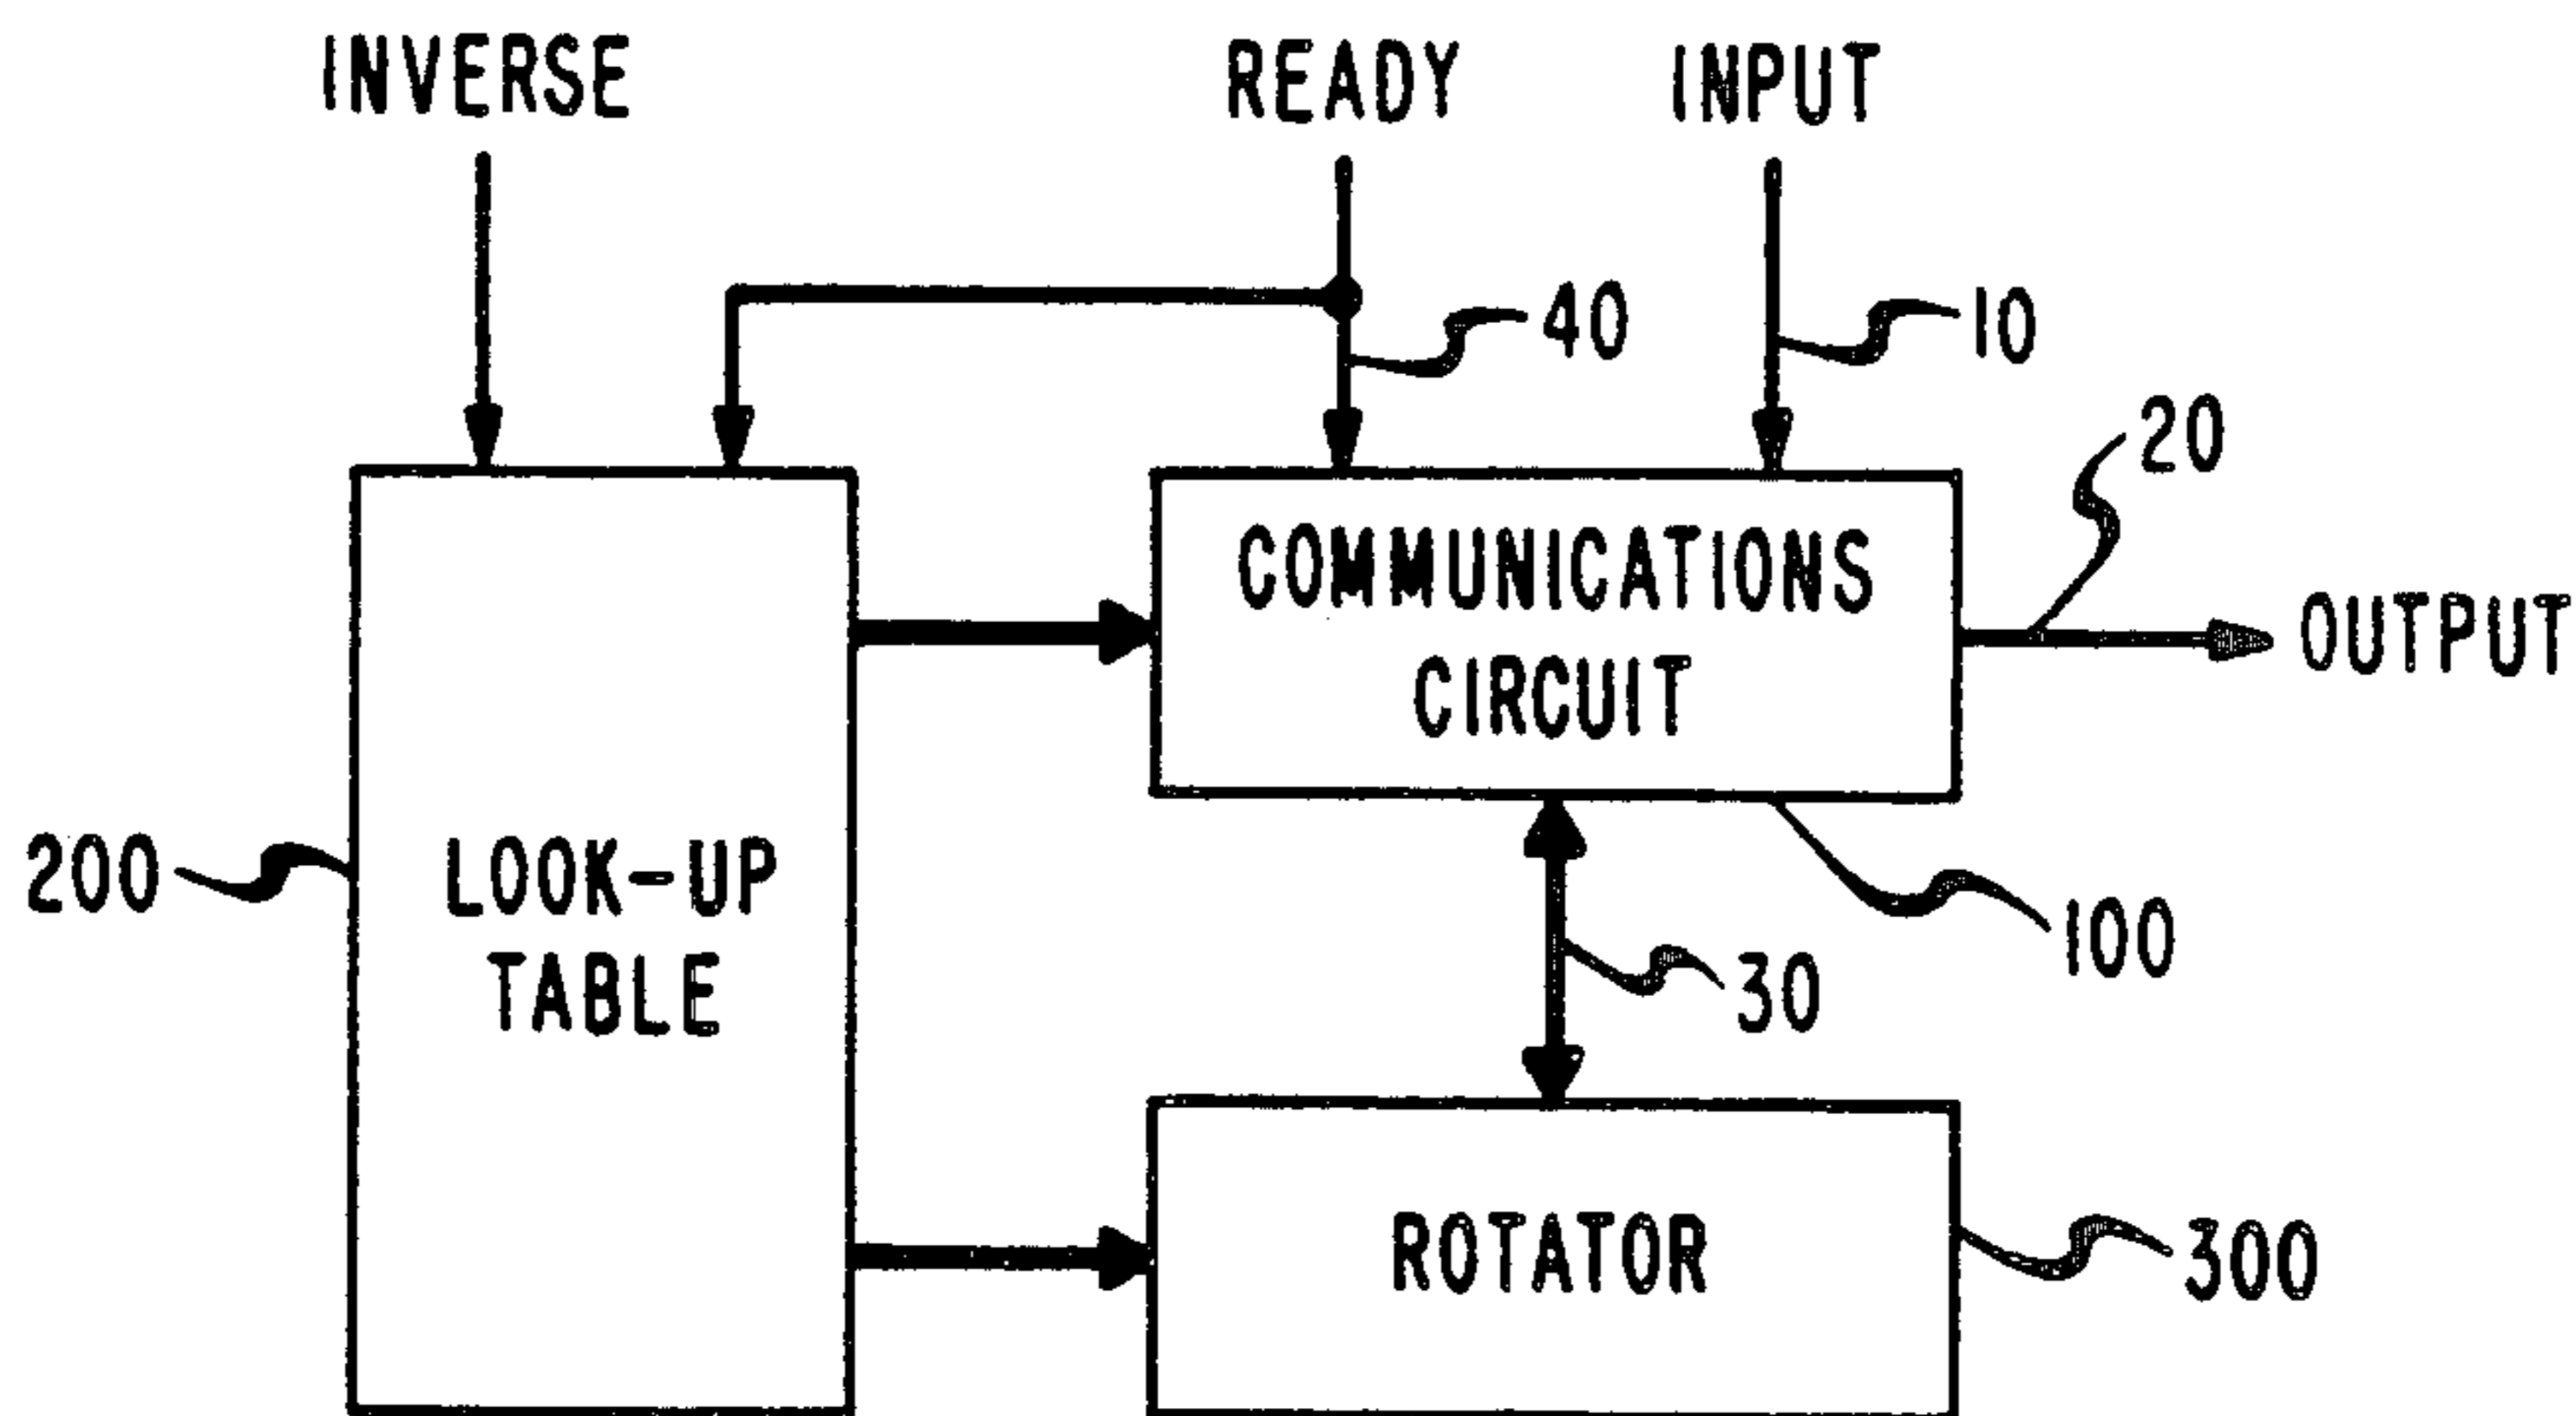 INVERSE
READY
INPUT
40
10
20
COMMUNICATIONS
CIRCUIT
OUTPUT
200
LOOK-UP
TABLE
100
30
ROTATOR
300